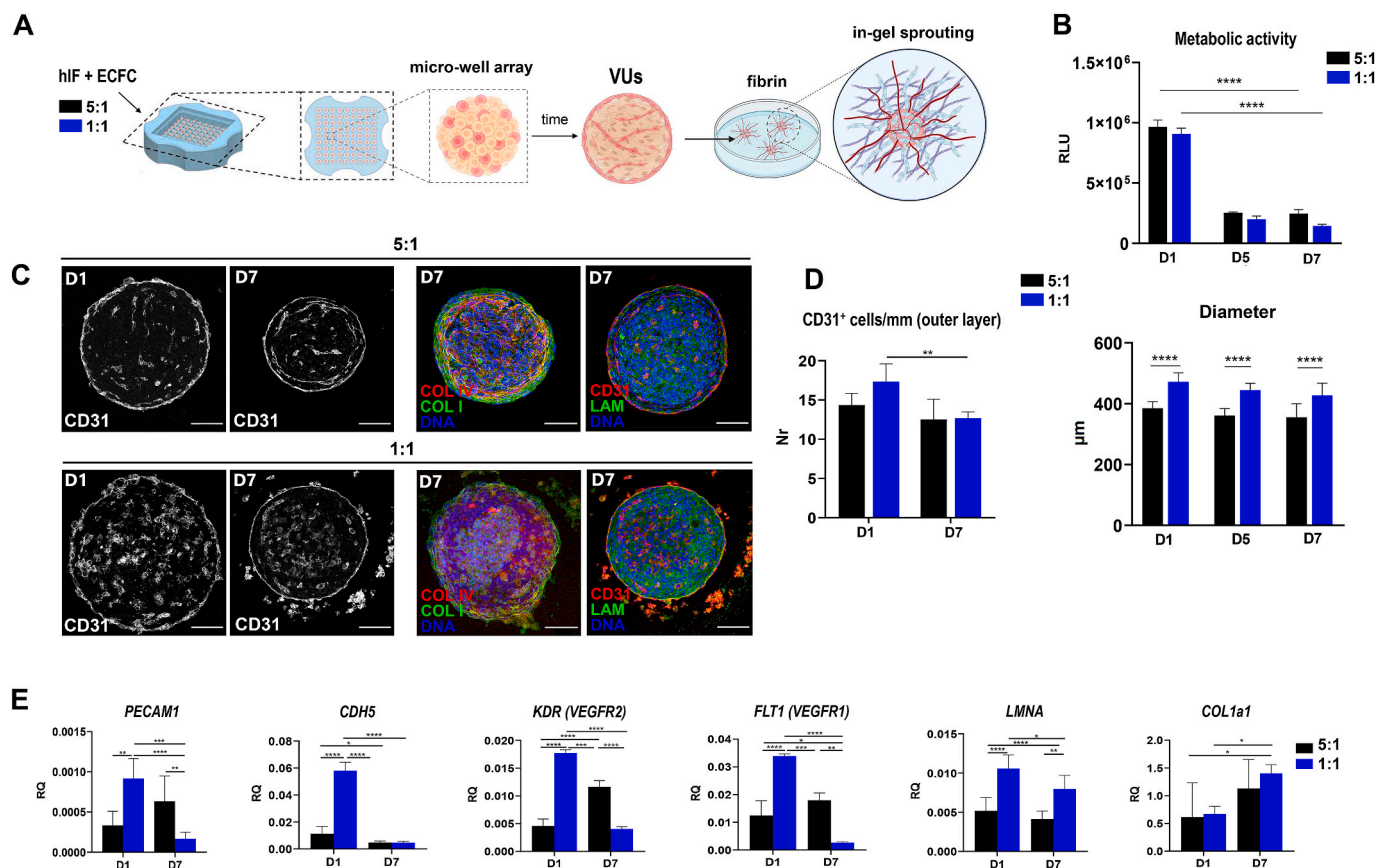 A
hIF + ECFC
5:1
1:1
micro-well array
time
VUs
fibrin
in-gel sprouting
B
Metabolic activity
5:1
1:1
RLU
1.5×10⁶
1×10⁶
5×10⁵
0
****
****
D1
D5
D7
C
5:1
D1
CD31
D7
CD31
D7
COL IV
COL I
DNA
D7
CD31
LAM
DNA
1:1
D1
CD31
D7
CD31
D7
COL IV
COL I
DNA
D7
CD31
LAM
DNA
D
5:1
1:1
CD31⁺ cells/mm (outer layer)
Nr
20
15
10
5
0
**
D1
D7
Diameter
µm
600
400
200
0
****
****
****
D1
D5
D7
E
PECAM1
RQ
0.0015
0.0010
0.0005
0.0000
***
**
****
**
D1
D7
CDH5
RQ
0.08
0.06
0.04
0.02
0.00
****
*
****
****
D1
D7
KDR (VEGFR2)
RQ
0.020
0.015
0.010
0.005
0.000
****
****
****
***
****
D1
D7
FLT1 (VEGFR1)
RQ
0.04
0.03
0.02
0.01
0.00
****
*
****
***
**
D1
D7
LMNA
RQ
0.015
0.010
0.005
0.000
*
****
****
**
D1
D7
COL1a1
RQ
2.0
1.5
1.0
0.5
0.0
*
*
D1
D7
5:1
1:1